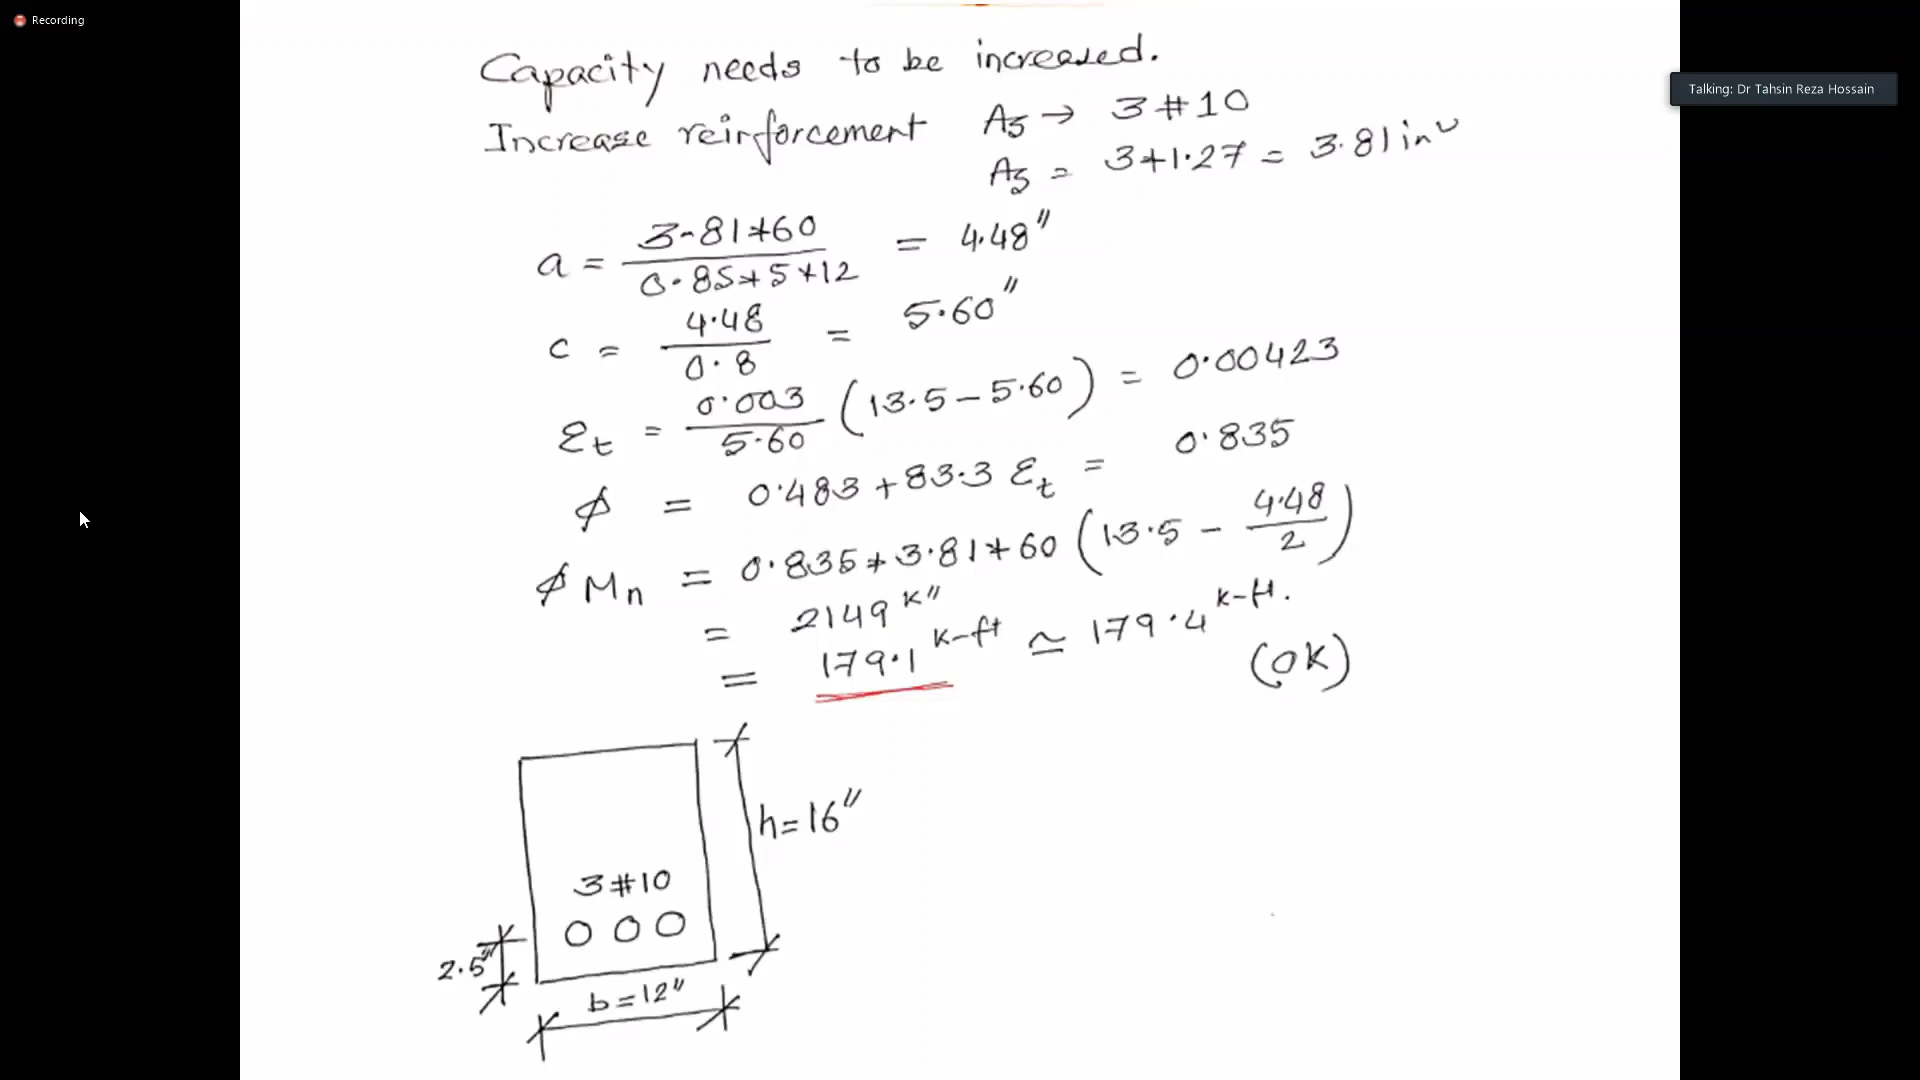 Recording
Talking: Dr Tahsin Reza Hossain
Capacity needs to be increased.
Increase reinforcement As → 3#10
As = 3*1.27 = 3.81 in²
a = 3.81*60 / 0.85*5*12 = 4.48"
c = 4.48 / 0.8 = 5.60"
εt = 0.003 / 5.60 (13.5 - 5.60) = 0.00423
φ = 0.483 + 83.3 εt = 0.835
φMn = 0.835*3.81*60 (13.5 - 4.48/2)
= 2149 k"
= 179.1 k-ft ≃ 179.4 k-ft.
(OK)
h=16"
3#10
2.5"
b=12"